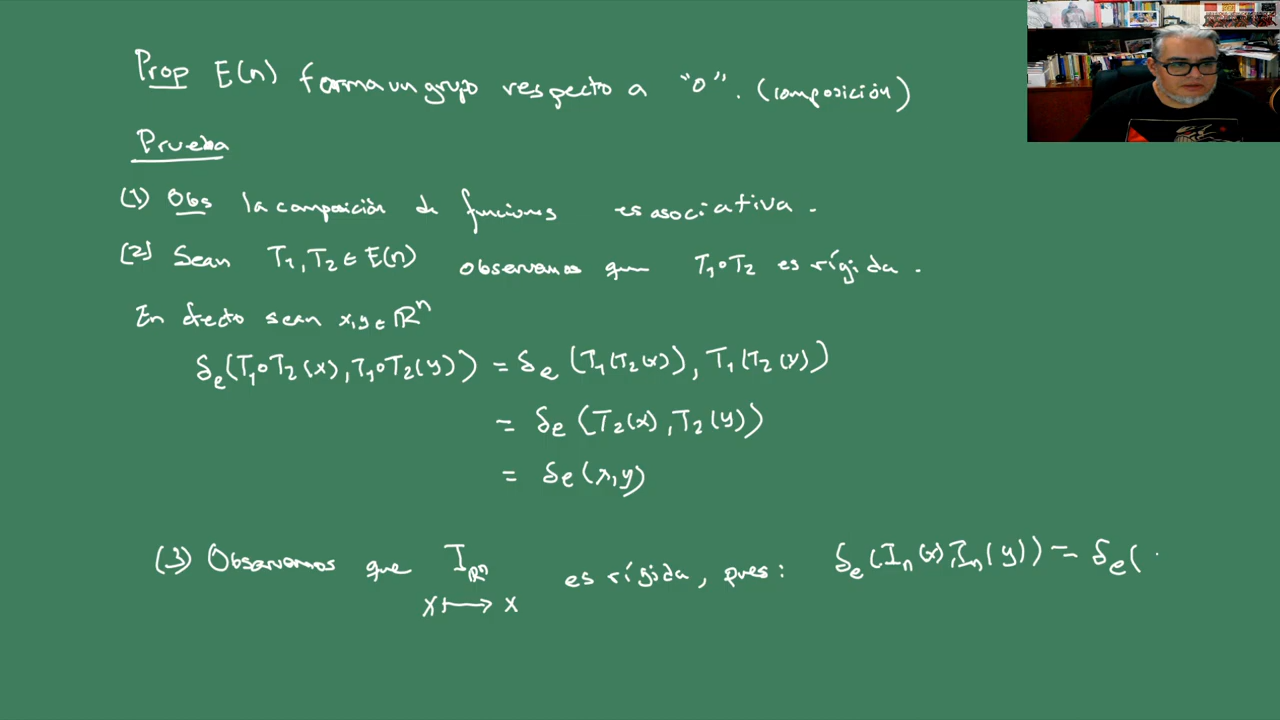 Prop E(n) forma un grupo respecto a "o". (composición)
Prueba
(1) Obs la composición de funciones es asociativa.
(2) Sean T₁, T₂ ∈ E(n) observamos que T₁∘T₂ es rígida.
En efecto sean x,y ∈ ℝⁿ
δₑ(T₁∘T₂(x), T₁∘T₂(y)) = δₑ(T₁(T₂(x)), T₁(T₂(y)))
= δₑ(T₂(x), T₂(y))
= δₑ(x,y)
(3) Observamos que I_ℝⁿ es rígida, pues: δₑ(Iₙ(x), Iₙ(y)) = δₑ(
x ⟼ x